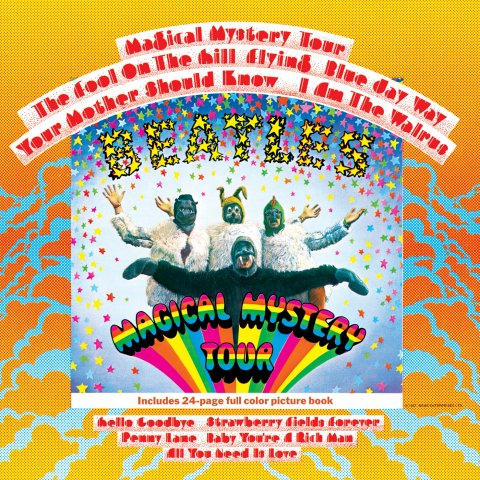 Magical Mystery Tour
The Fool On The Hill Flying Blue Jay Way
Your Mother Should Know I Am The Walrus
BEATLES
MAGICAL MYSTERY
TOUR
Includes 24-page full color picture book
Hello Goodbye Strawberry Fields Forever
Penny Lane Baby You're A Rich Man
All You Need Is Love